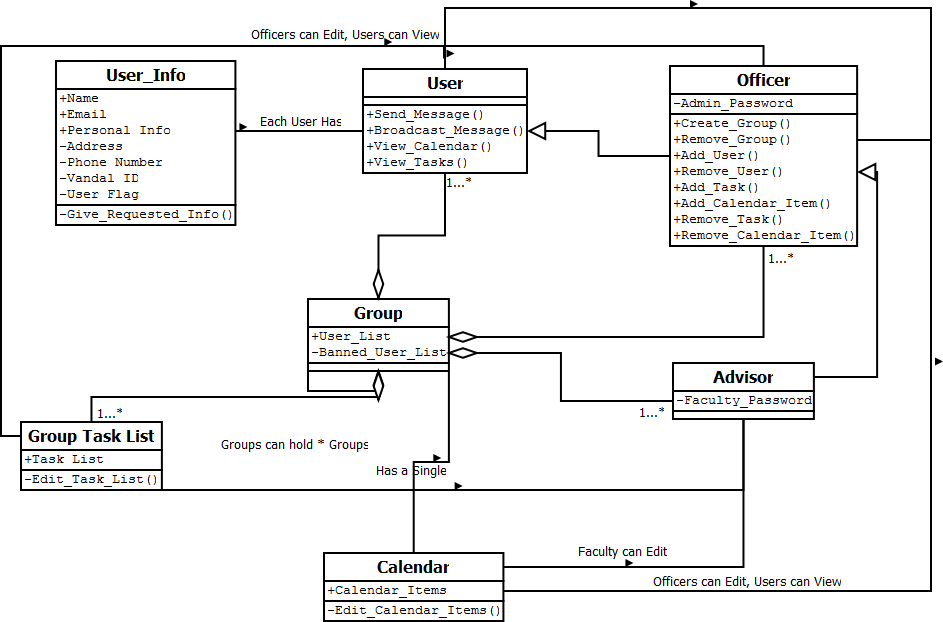 Officers can Edit, Users can View
User_Info
+Name
+Email
+Personal Info
-Address
-Phone Number
-Vandal ID
-User Flag
-Give_Requested_Info()
Each User Has
User
+Send_Message()
+Broadcast_Message()
+View_Calendar()
+View_Tasks()
1...*
Officer
-Admin_Password
+Create_Group()
+Remove_Group()
+Add_User()
+Remove_User()
+Add_Task()
+Add_Calendar_Item()
+Remove_Task()
+Remove_Calendar_Item()
1...*
Group
+User_List
-Banned_User_List
Advisor
-Faculty_Password
1...*
1...*
Group Task List
+Task List
-Edit_Task_List()
Groups can hold * Groups
Has a Single
Calendar
+Calendar_Items
-Edit_Calendar_Items()
Faculty can Edit
Officers can Edit, Users can View